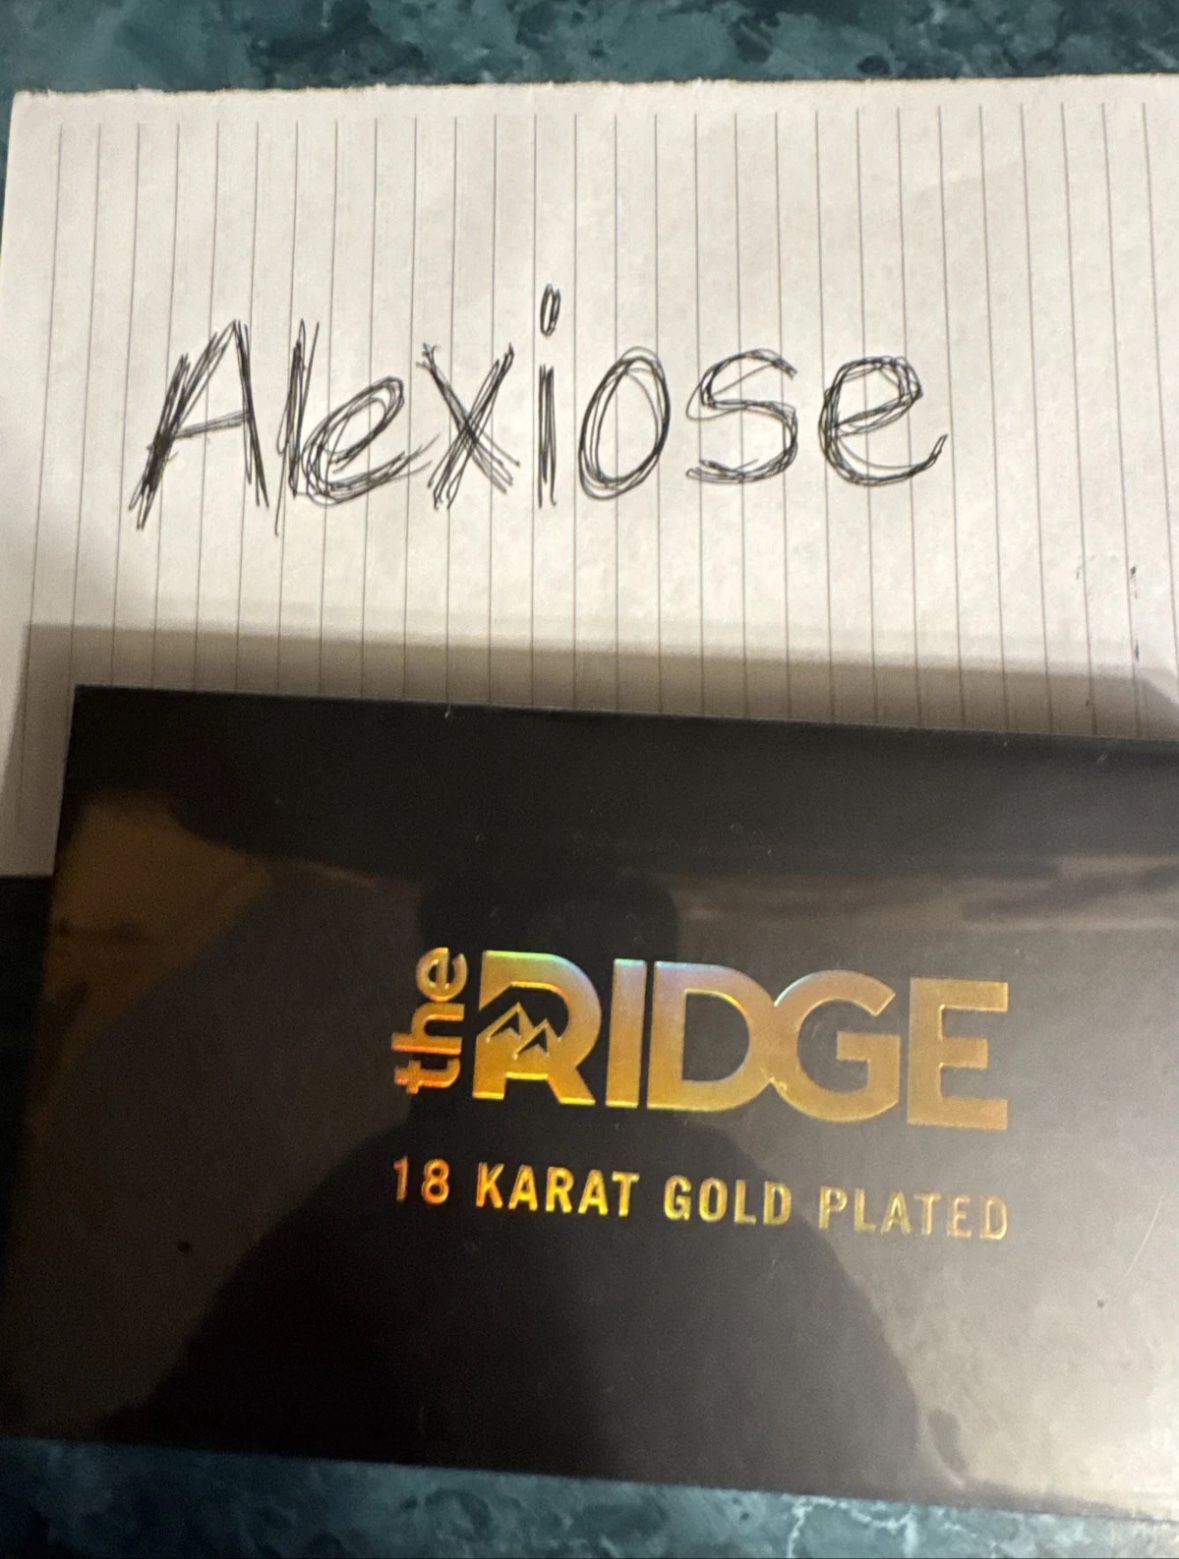 Alexiose
the RIDGE
18 KARAT GOLD PLATED